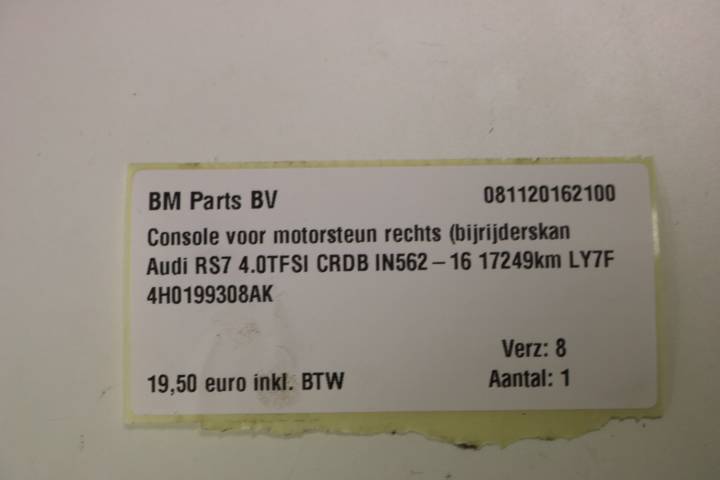 BM Parts BV 081120162100
Console voor motorsteun rechts (bijrijderskan
Audi RS7 4.0TFSI CRDB IN562-16 17249km LY7F
4H0199308AK
Verz: 8
19,50 euro inkl. BTW Aantal: 1